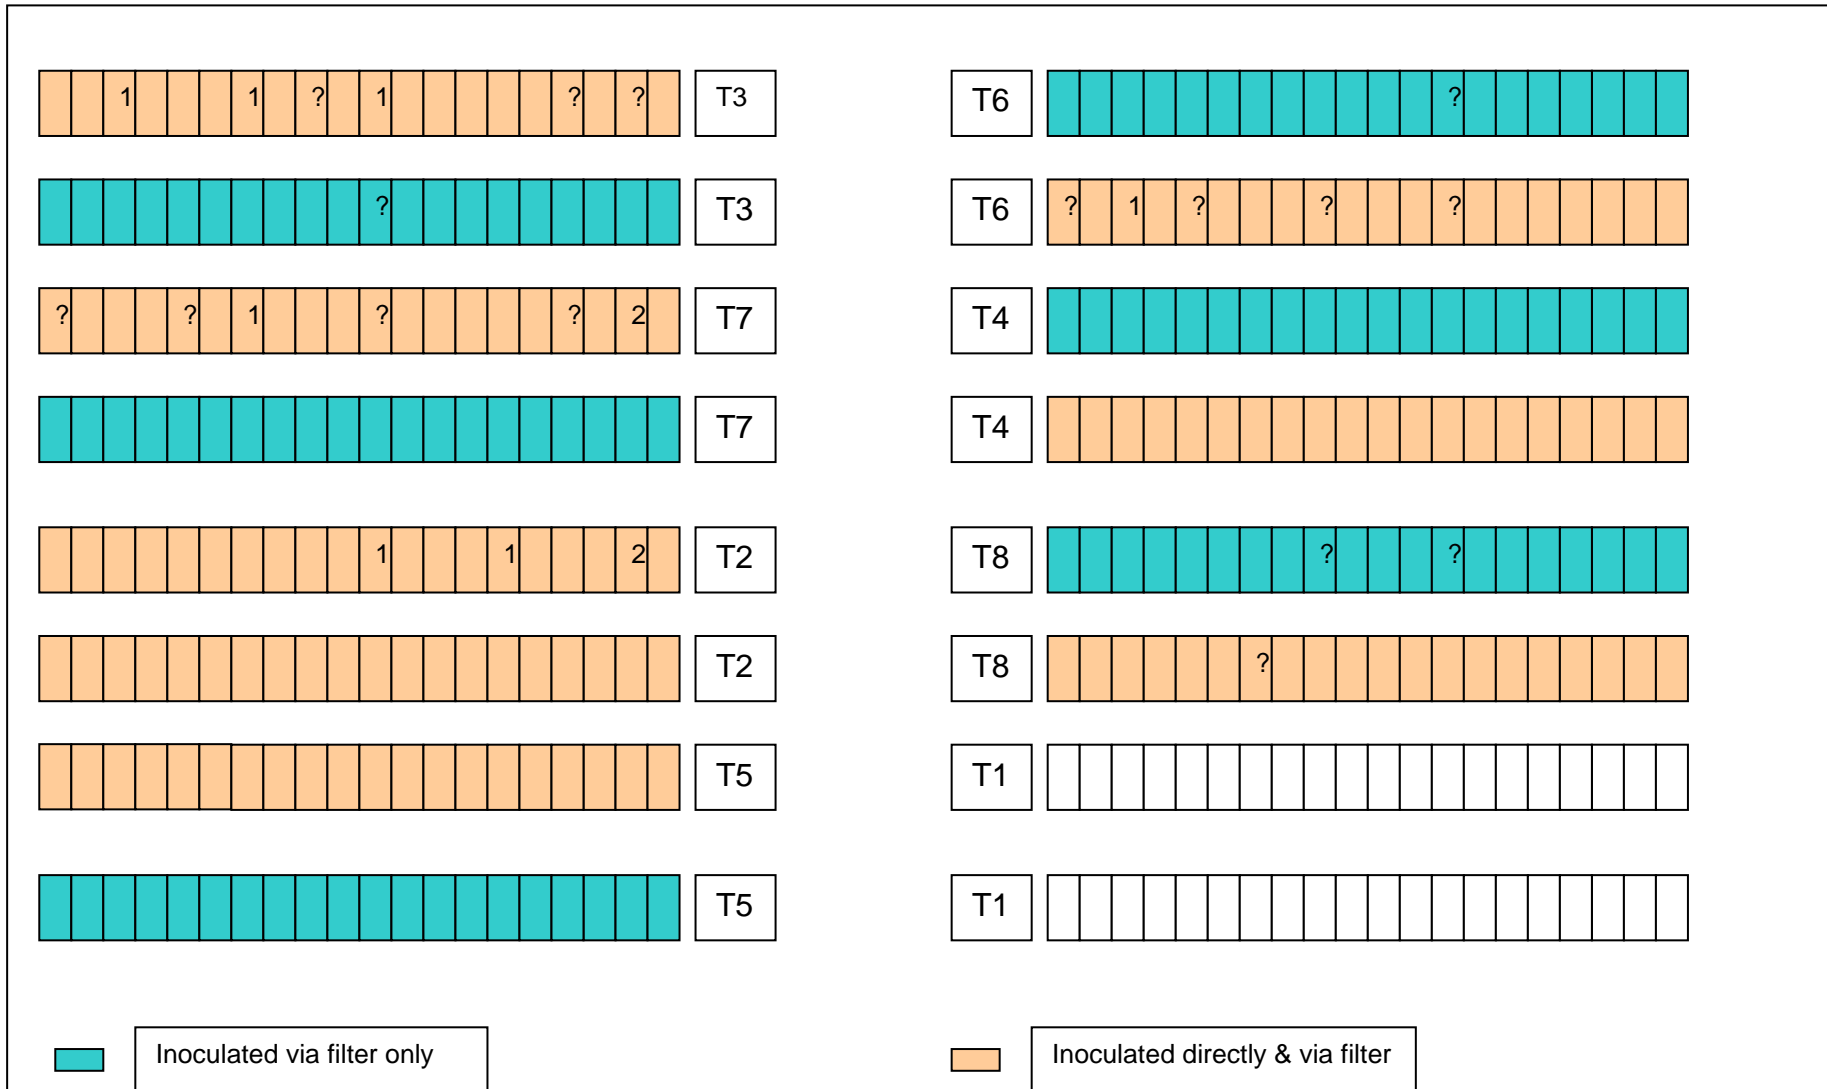 1 1 ? 1 ? ? T3 T6 ?
? T3 T6 ? 1 ? ? ?
? ? 1 ? ? 2 T7 T4
T7 T4
1 1 2 T2 T8 ? ?
T2 T8 ?
T5 T1
T5 T1
Inoculated via filter only Inoculated directly & via filter